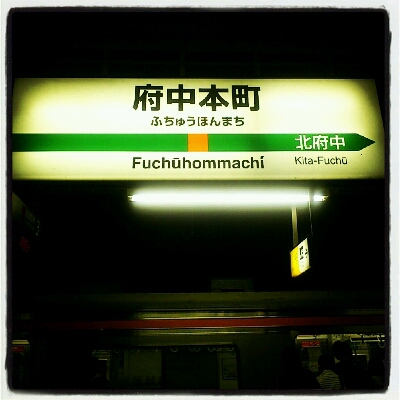 府中本町
ふちゅうほんまち
北府中
Fuchūhommachi
Kita-Fuchū